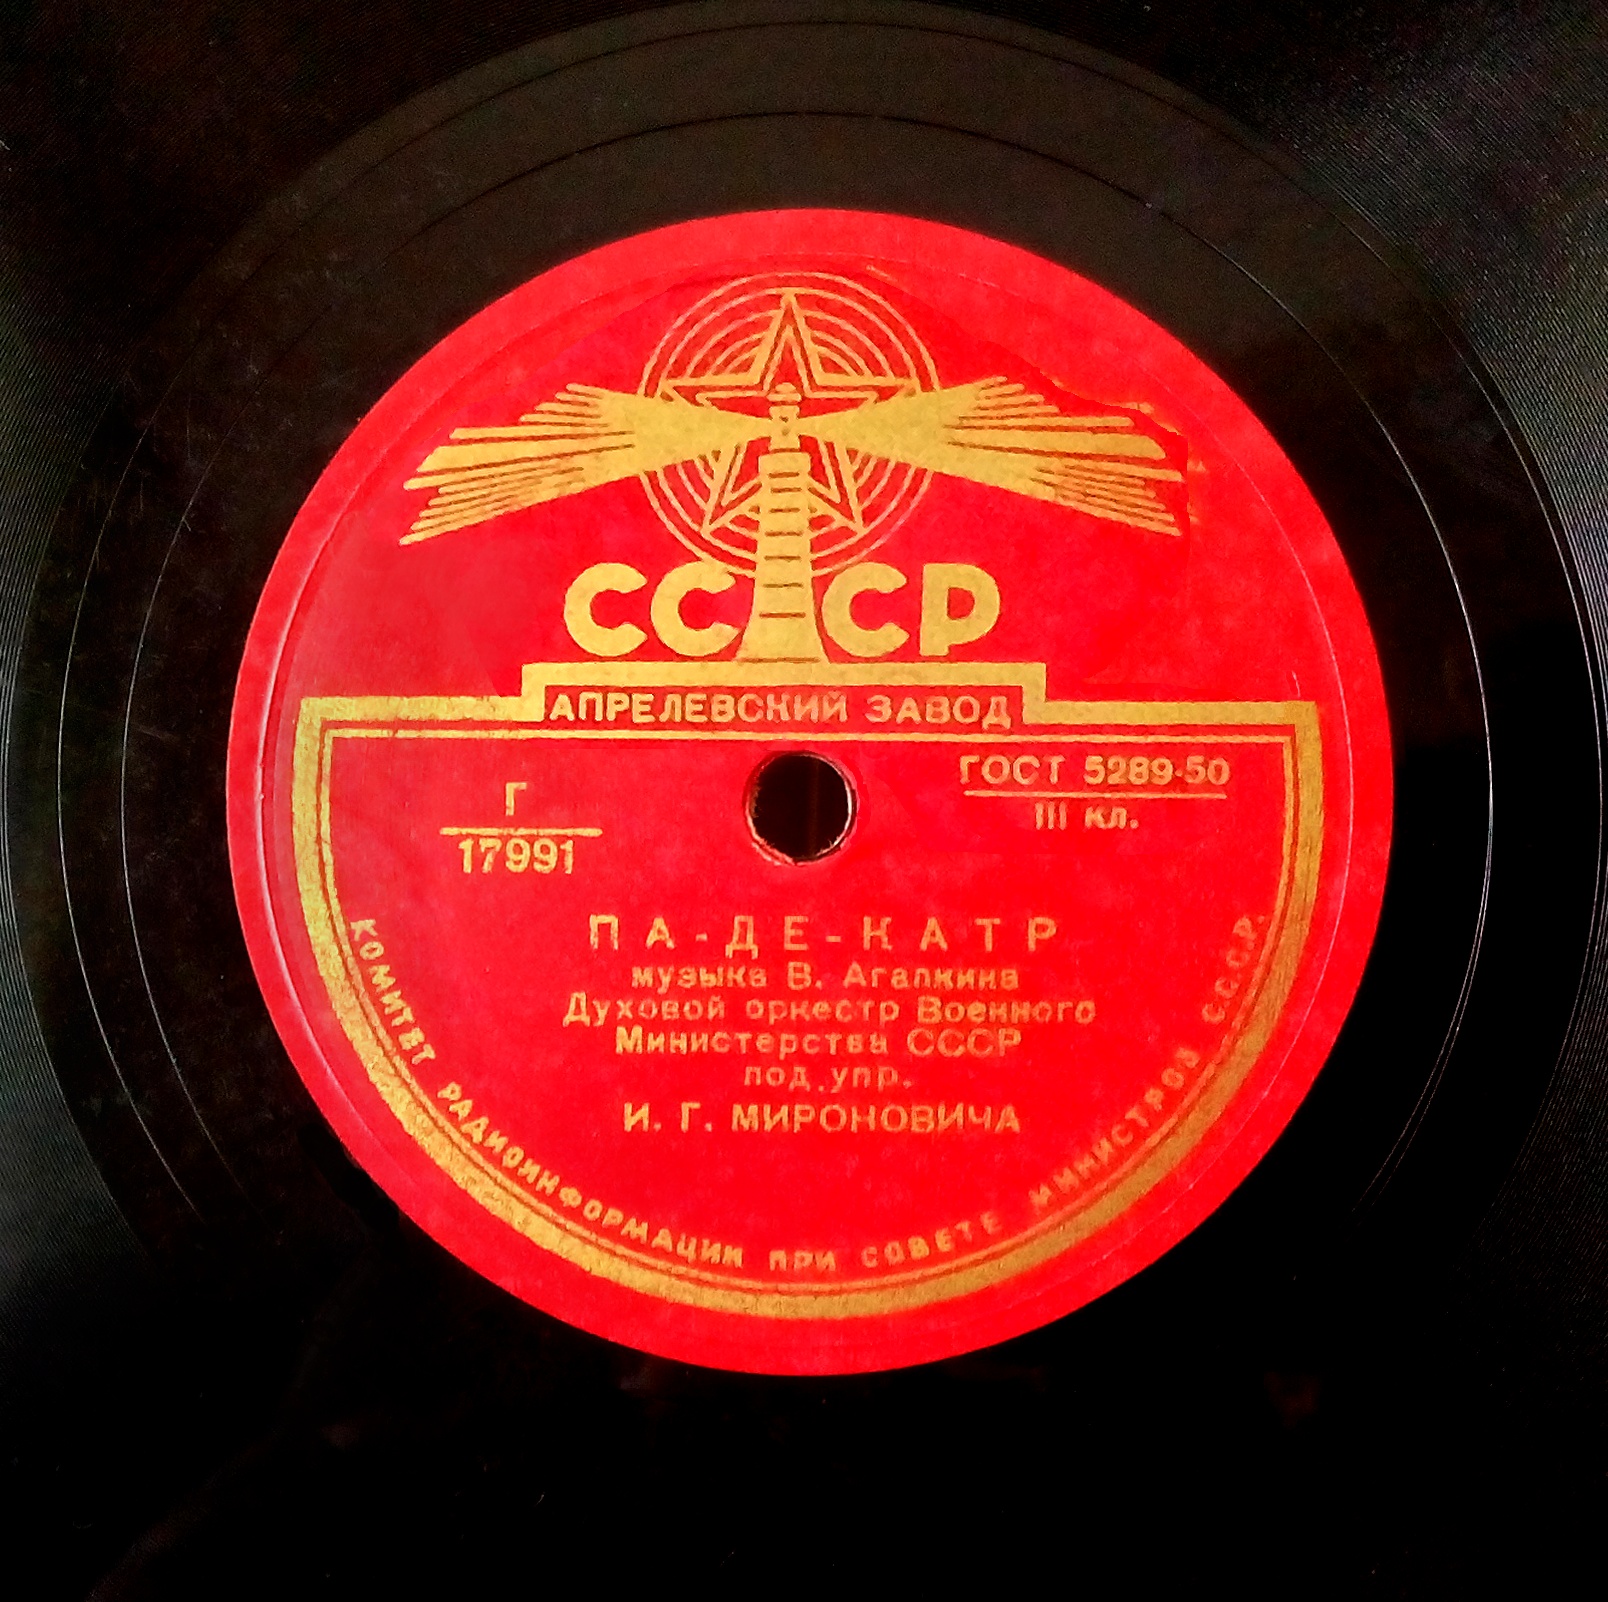 СССР
АПРЕЛЕВСКИЙ ЗАВОД
ГОСТ 5289-50
III кл.
Г
17991
ПА-ДЕ-КАТР
музыка В. Агапкина
Духовой оркестр Военного
Министерства СССР
под упр.
И. Г. МИРОНОВИЧА
КОМИТЕТ РАДИОИНФОРМАЦИИ ПРИ СОВЕТЕ МИНИСТРОВ СССР.